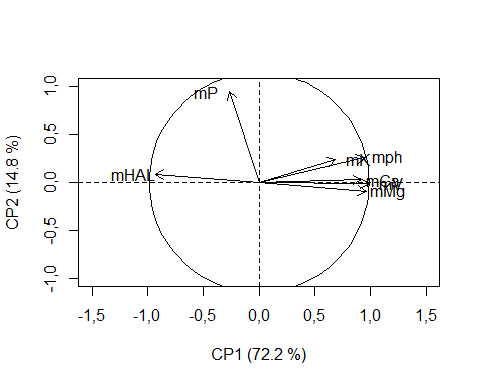 1,0
0,5
0,0
-0,5
-1,0
CP2 (14.8 %)
mP
mph
mK
mHAL
mCa
mMg
-1,5 -1,0 -0,5 0,0 0,5 1,0 1,5
CP1 (72.2 %)